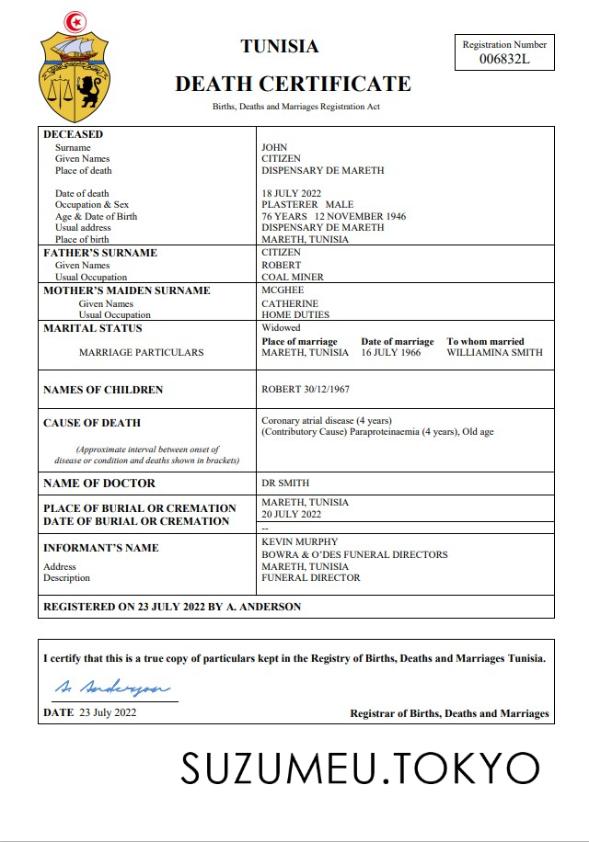 TUNISIA
DEATH CERTIFICATE
Births, Deaths and Marriages Registration Act
Registration Number
006832L
DECEASED
Surname JOHN
Given Names CITIZEN
Place of death DISPENSARY DE MARETH
Date of death 18 JULY 2022
Occupation & Sex PLASTERER MALE
Age & Date of Birth 76 YEARS 12 NOVEMBER 1946
Usual address DISPENSARY DE MARETH
Place of birth MARETH, TUNISIA
FATHER'S SURNAME CITIZEN
Given Names ROBERT
Usual Occupation COAL MINER
MOTHER'S MAIDEN SURNAME MCGHEE
Given Names CATHERINE
Usual Occupation HOME DUTIES
MARITAL STATUS Widowed
Place of marriage Date of marriage To whom married
MARRIAGE PARTICULARS MARETH, TUNISIA 16 JULY 1966 WILLIAMINA SMITH
NAMES OF CHILDREN ROBERT 30/12/1967
CAUSE OF DEATH Coronary atrial disease (4 years)
(Contributory Cause) Paraproteinaemia (4 years), Old age
(Approximate interval between onset of
disease or condition and deaths shown in brackets)
NAME OF DOCTOR DR SMITH
PLACE OF BURIAL OR CREMATION MARETH, TUNISIA
DATE OF BURIAL OR CREMATION 20 JULY 2022
--
INFORMANT'S NAME KEVIN MURPHY
BOWRA & O'DES FUNERAL DIRECTORS
Address MARETH, TUNISIA
Description FUNERAL DIRECTOR
REGISTERED ON 23 JULY 2022 BY A. ANDERSON
I certify that this is a true copy of particulars kept in the Registry of Births, Deaths and Marriages Tunisia.
A. Anderson
DATE 23 July 2022 Registrar of Births, Deaths and Marriages
SUZUMEU.TOKYO